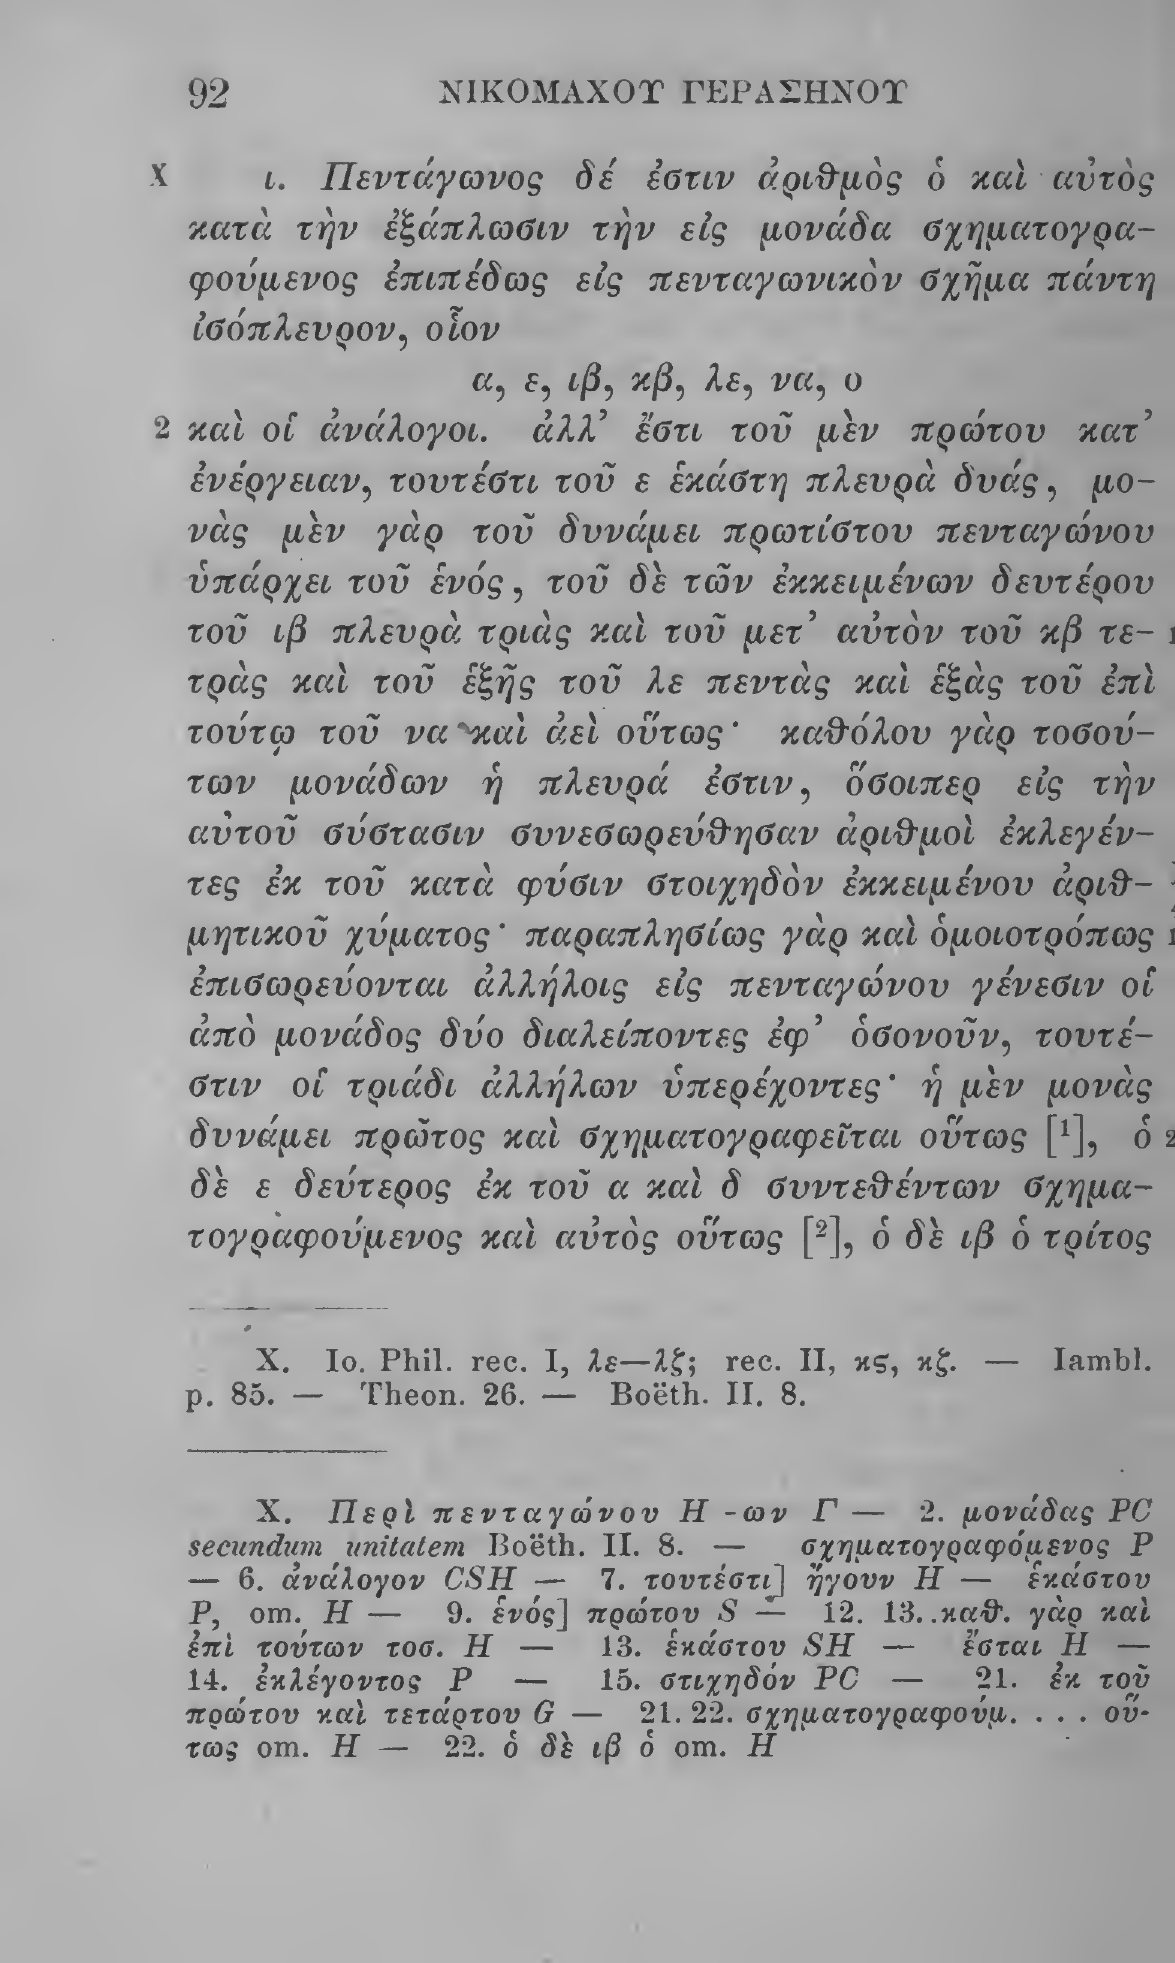 92 ΝΙΚΟΜΑΧΟΥ ΓΕΡΑΣΗΝΟΥ
X ι. Πενταγωνος δέ ἐστιν ἀριθμὸς ὁ καὶ αὐτὸς
κατὰ τὴν ἐξάπλωσιν τὴν εἰς μονάδα σχηματογρα-
φούμενος ἐπιπέδως εἰς πενταγωνικὸν σχῆμα πάντη
ἰσόπλευρον, οἷον
α, ε, ιβ, κβ, λε, να, ο
2 καὶ οἱ ἀνάλογοι. ἀλλ’ ἔστι τοῦ μὲν πρώτου κατ’
ἐνέργειαν, τουτέστι τοῦ ε ἑκάστη πλευρὰ δυάς, μο-
νὰς μὲν γὰρ τοῦ δυνάμει πρωτίστου πενταγώνου
ὑπάρχει τοῦ ἑνός, τοῦ δὲ τῶν ἐκκειμένων δευτέρου
τοῦ ιβ πλευρὰ τριὰς καὶ τοῦ μετ’ αὐτὸν τοῦ κβ τε-
τρὰς καὶ τοῦ ἑξῆς τοῦ λε πεντὰς καὶ ἑξὰς τοῦ ἐπὶ
τούτῳ τοῦ να καὶ ἀεὶ οὕτως· καθόλου γὰρ τοσού-
των μονάδων ἡ πλευρά ἐστιν, ὅσοιπερ εἰς τὴν
αὐτοῦ σύστασιν συνεσωρεύθησαν ἀριθμοὶ ἐκλεγέν-
τες ἐκ τοῦ κατὰ φύσιν στοιχηδὸν ἐκκειμένου ἀριθ-
μητικοῦ χύματος· παραπλησίως γὰρ καὶ ὁμοιοτρόπως
ἐπισωρεύονται ἀλλήλοις εἰς πενταγώνου γένεσιν οἱ
ἀπὸ μονάδος δύο διαλείποντες ἐφ’ ὁσονοῦν, τουτέ-
στιν οἱ τριάδι ἀλλήλων ὑπερέχοντες· ἡ μὲν μονὰς
δυνάμει πρῶτος καὶ σχηματογραφεῖται οὕτως [¹], ὁ
δὲ ε δεύτερος ἐκ τοῦ α καὶ δ συντεθέντων σχημα-
τογραφούμενος καὶ αὐτὸς οὕτως [²], ὁ δὲ ιβ ὁ τρίτος
X. Io. Phil. rec. I, λε—λζ; rec. II, κς, κζ. — Iambl.
p. 85. — Theon. 26. — Boëth. II. 8.
X. Περὶ πενταγώνου H -ων Γ — 2. μονάδας PC
secundum unitatem Boëth. II. 8. — σχηματογραφόμενος P
— 6. ἀνάλογον CSH — 7. τουτέστι] ἤγουν H — ἑκάστου
P, om. H — 9. ἑνός] πρώτου S — 12. 13. καθ. γὰρ καὶ
ἐπὶ τούτων τοσ. H — 13. ἑκάστου SH — ἔσται H —
14. ἐκλέγοντος P — 15. στιχηδόν PC — 21. ἐκ τοῦ
πρώτου καὶ τετάρτου G — 21. 22. σχηματογραφούμ. . . . οὕ-
τως om. H — 22. ὁ δὲ ιβ ὁ om. H